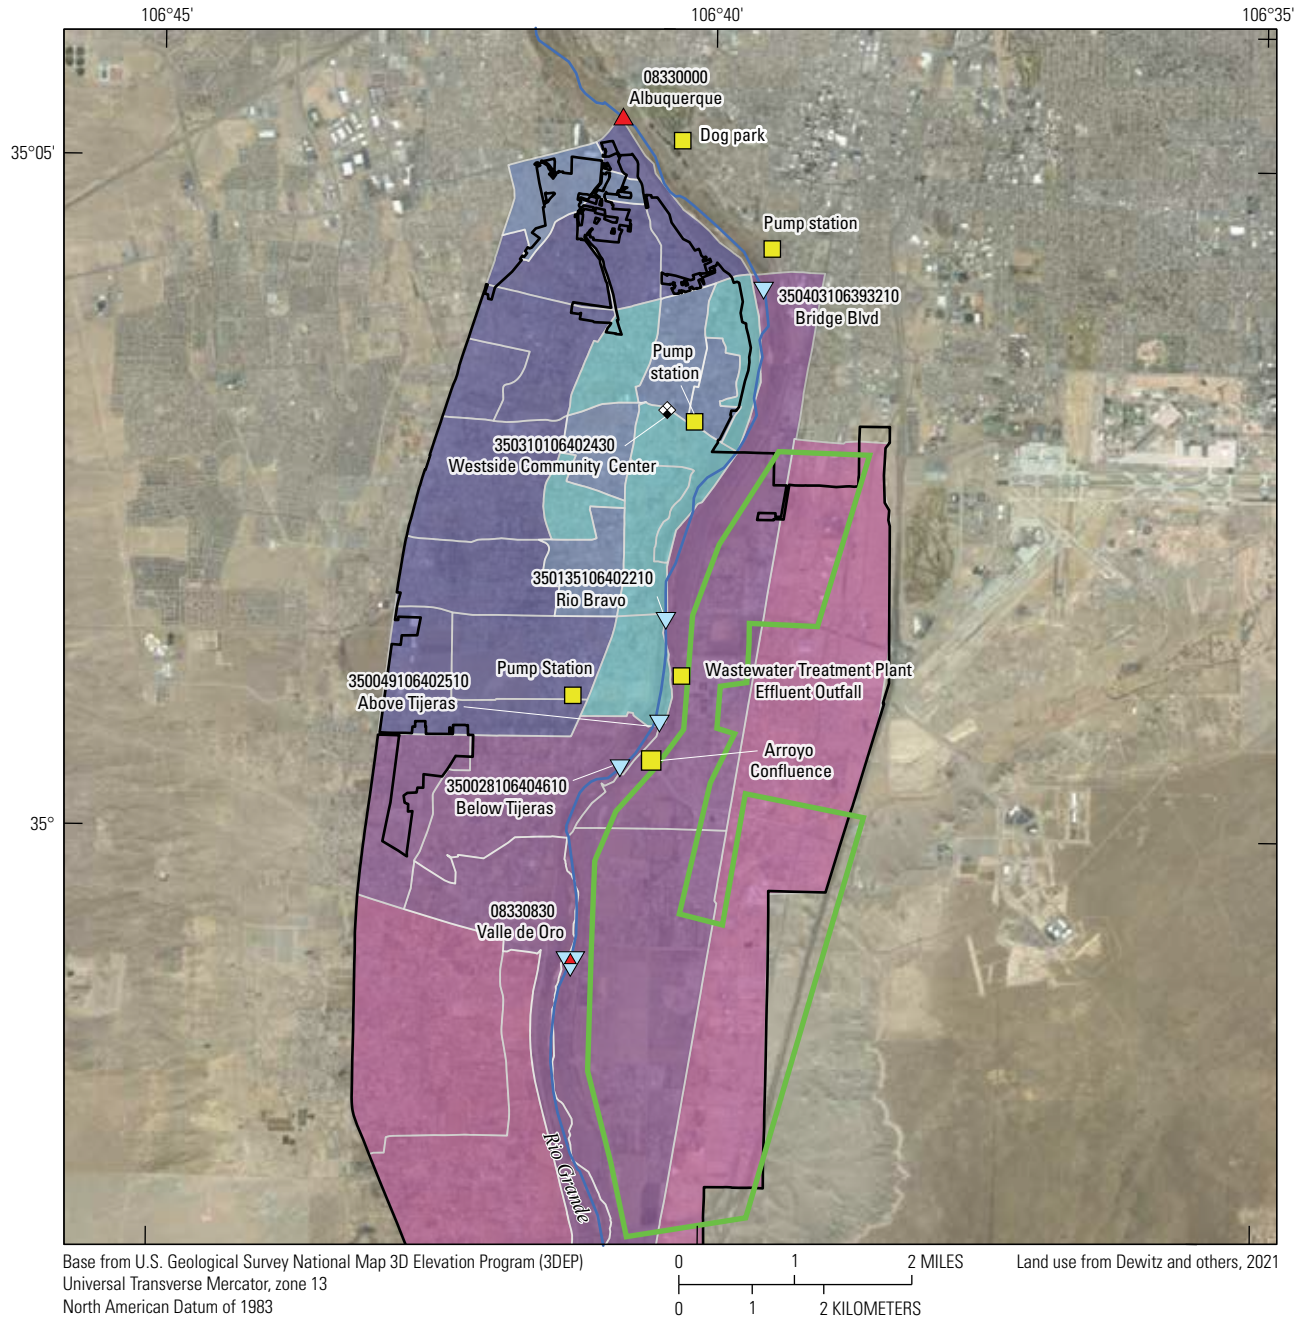 106°45'
106°40'
106°35'
08330000
Albuquerque
Dog park
35°05'
Pump station
350403106393210
Bridge Blvd
Pump
station
350310106402430
Westside Community Center
350135106402210
Rio Bravo
Pump Station
Wastewater Treatment Plant
Effluent Outfall
350049106402510
Above Tijeras
Arroyo
Confluence
350028106404610
Below Tijeras
35°
08330830
Valle de Oro
Rio Grande
Base from U.S. Geological Survey National Map 3D Elevation Program (3DEP)
Universal Transverse Mercator, zone 13
North American Datum of 1983
0 1 2 MILES
0 1 2 KILOMETERS
Land use from Dewitz and others, 2021